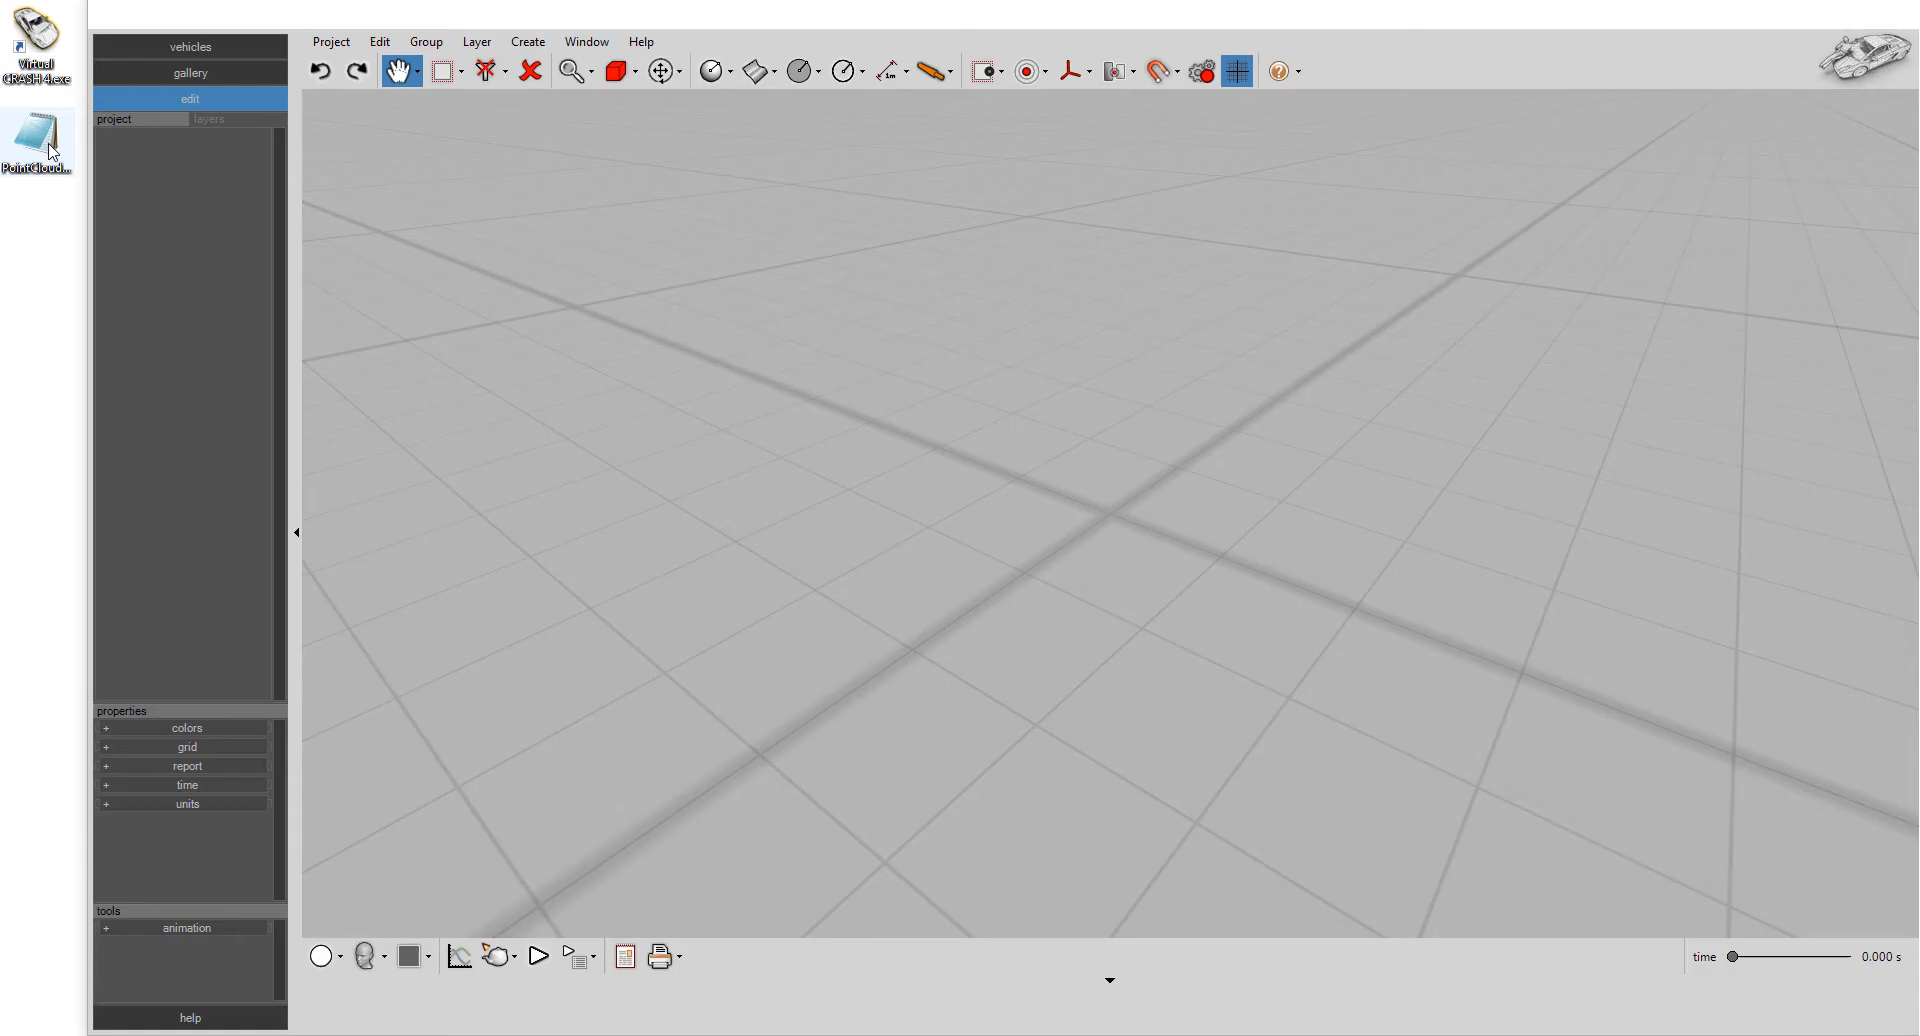 Virtual
CRASH 4.exe
PointCloud...
vehicles
gallery
edit
project layers
Project Edit Group Layer Create Window Help
1m
properties
+ colors
+ grid
+ report
+ time
+ units
tools
+ animation
help
time 0.000 s